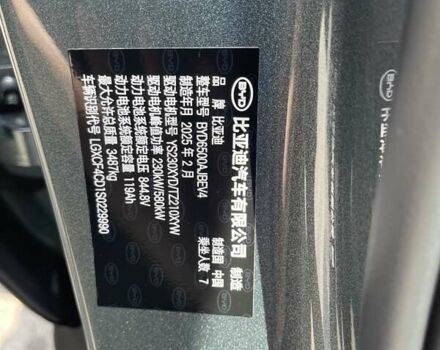 BYD 比亚迪汽车有限公司 制造
品 牌 比亚迪 制造国 中国
整车型号 BYD6500AJ9EV4 乘坐人数 7
制造年月 2025 年 2 月
驱动电机型号 YS230XYD/TZ210XYW
驱动电机峰值功率 230kW/580kW
动力电池系统额定电压 844.8V
动力电池系统额定容量 119Ah
最大允许总质量 3487kg
车辆识别代号 LGXCF4CD1S0229990